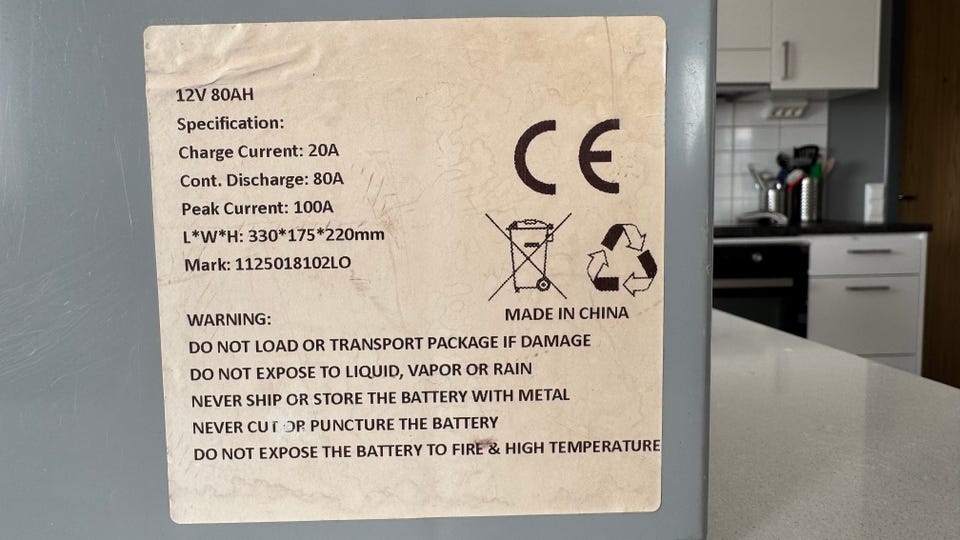 12V 80AH
Specification:
Charge Current: 20A
Cont. Discharge: 80A
Peak Current: 100A
L*W*H: 330*175*220mm
Mark: 1125018102LO
CE
MADE IN CHINA
WARNING:
DO NOT LOAD OR TRANSPORT PACKAGE IF DAMAGE
DO NOT EXPOSE TO LIQUID, VAPOR OR RAIN
NEVER SHIP OR STORE THE BATTERY WITH METAL
NEVER CUT OR PUNCTURE THE BATTERY
DO NOT EXPOSE THE BATTERY TO FIRE & HIGH TEMPERATURE